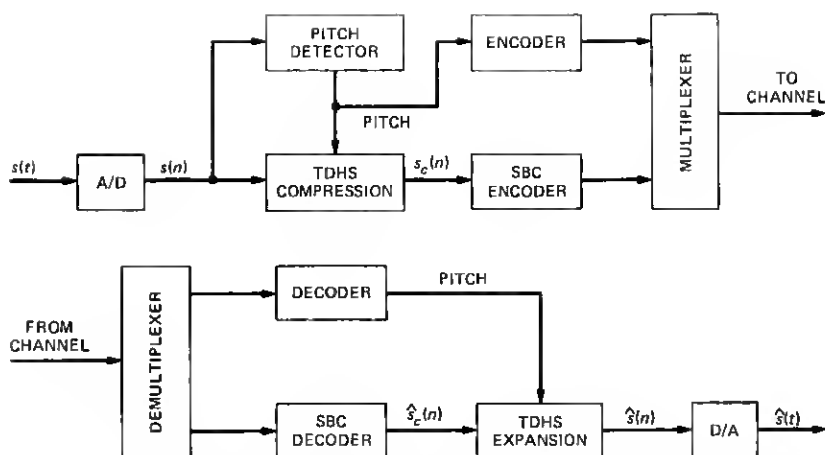 PITCH
DETECTOR
ENCODER
MULTIPLEXER
TO
CHANNEL
PITCH
s(t)
A/D
s(n)
TDHS
COMPRESSION
s_c(n)
SBC
ENCODER
FROM
CHANNEL
DEMULTIPLEXER
DECODER
PITCH
SBC
DECODER
ŝ_c(n)
TDHS
EXPANSION
ŝ(n)
D/A
ŝ(t)